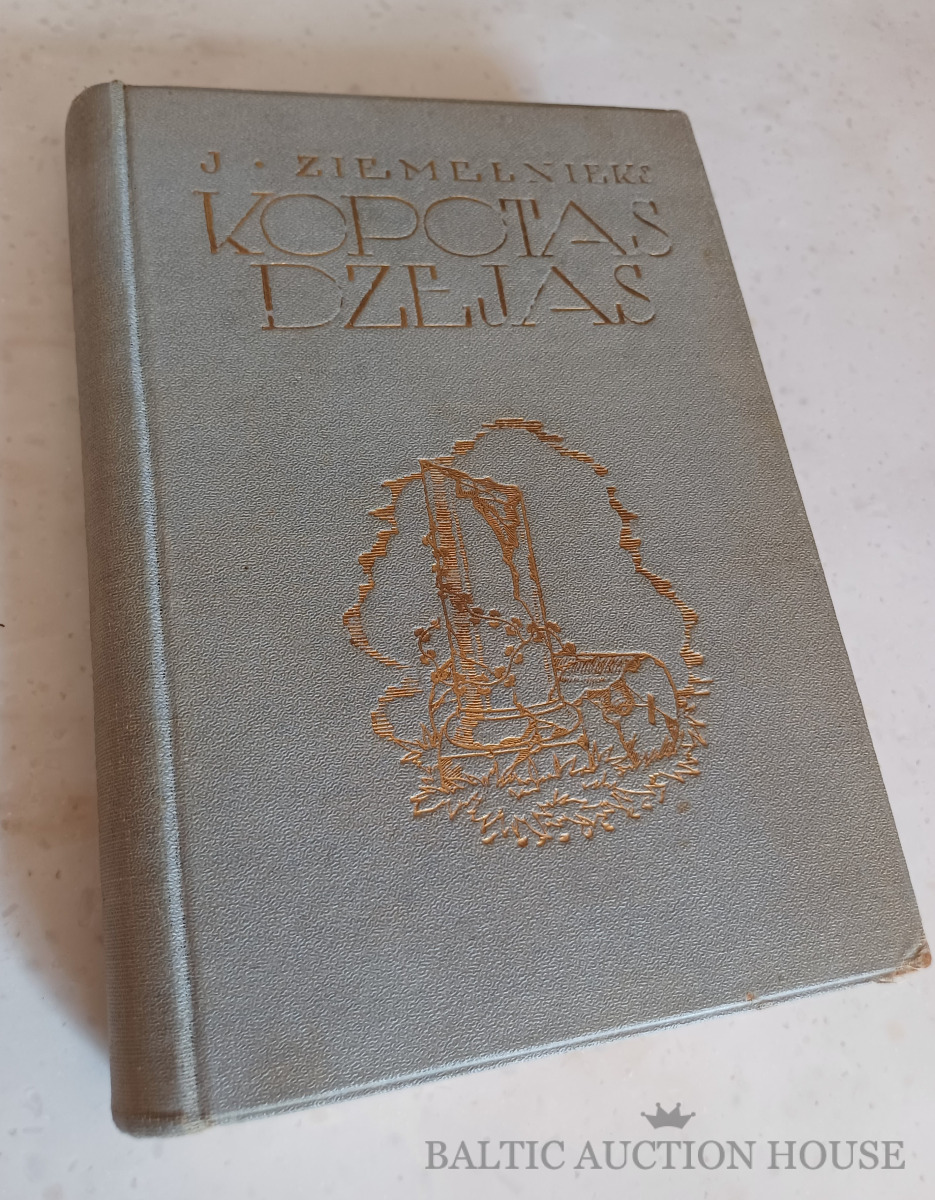 J. ZIEMEĻNIEKS
KOPOTAS
DZEJAS
BALTIC AUCTION HOUSE